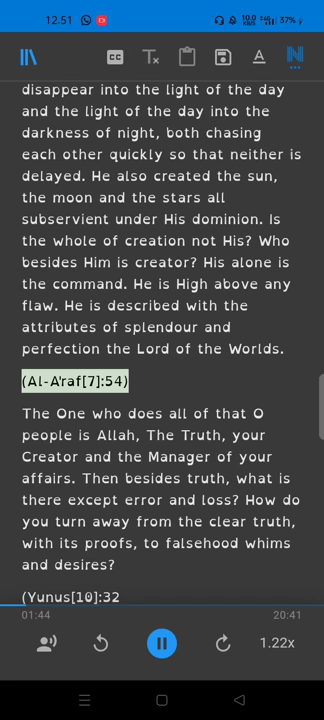 12.51
10.0
KB/S
37%
CC
A
N
disappear into the light of the day
and the light of the day into the
darkness of night, both chasing
each other quickly so that neither is
delayed. He also created the sun,
the moon and the stars all
subservient under His dominion. Is
the whole of creation not His? Who
besides Him is creator? His alone is
the command. He is High above any
flaw. He is described with the
attributes of splendour and
perfection the Lord of the Worlds.
(Al-A'raf[7]:54)
The One who does all of that O
people is Allah, The Truth, your
Creator and the Manager of your
affairs. Then besides truth, what is
there except error and loss? How do
you turn away from the clear truth,
with its proofs, to falsehood whims
and desires?
(Yunus[10]:32
01:44 20:41
1.22x